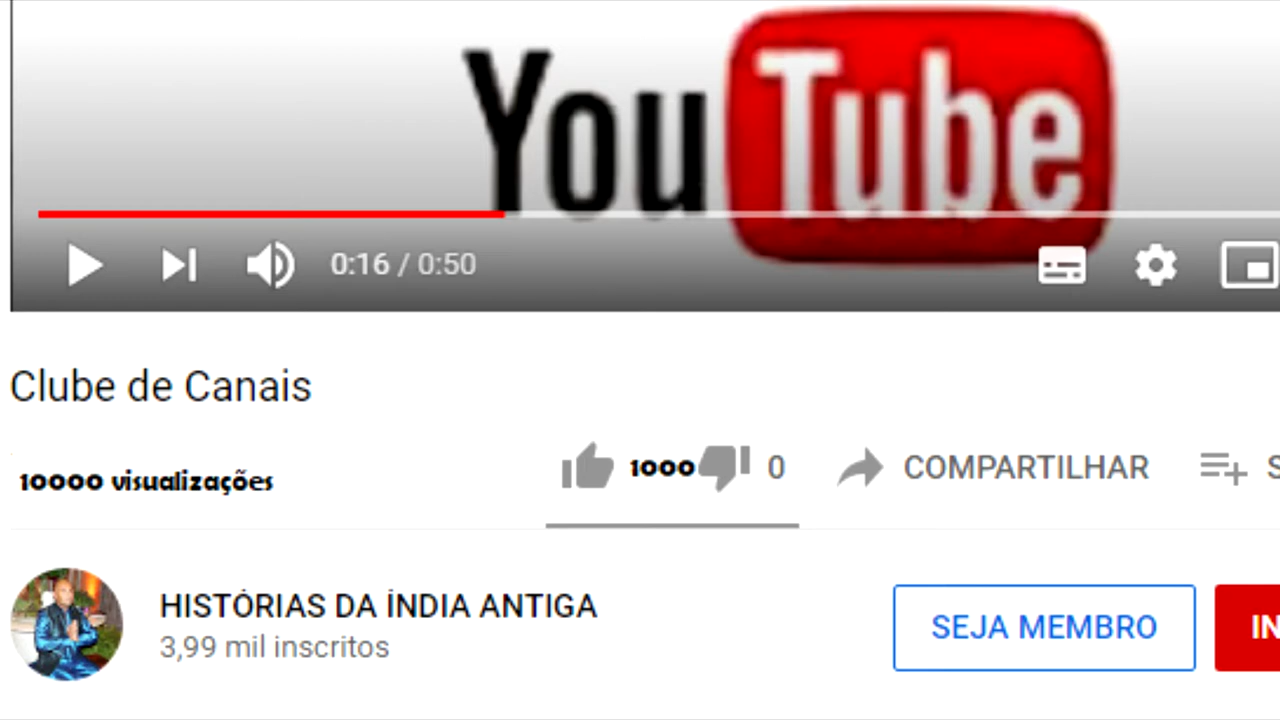 YouTube
0:16 / 0:50
Clube de Canais
10000 visualizações
1000 0 COMPARTILHAR S
HISTÓRIAS DA ÍNDIA ANTIGA
3,99 mil inscritos
SEJA MEMBRO IN